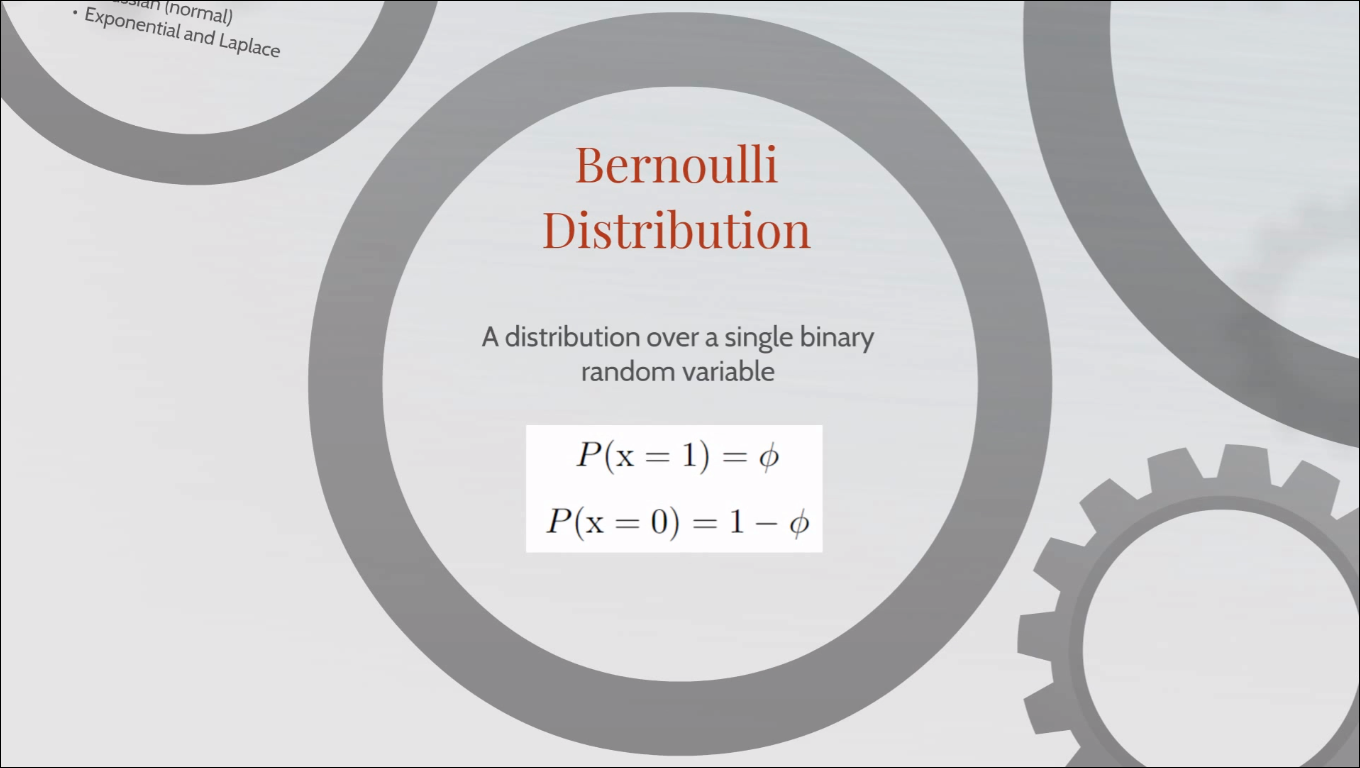 (normal)
• Exponential and Laplace
Bernoulli
Distribution
A distribution over a single binary
random variable
P(x = 1) = ϕ
P(x = 0) = 1 − ϕ